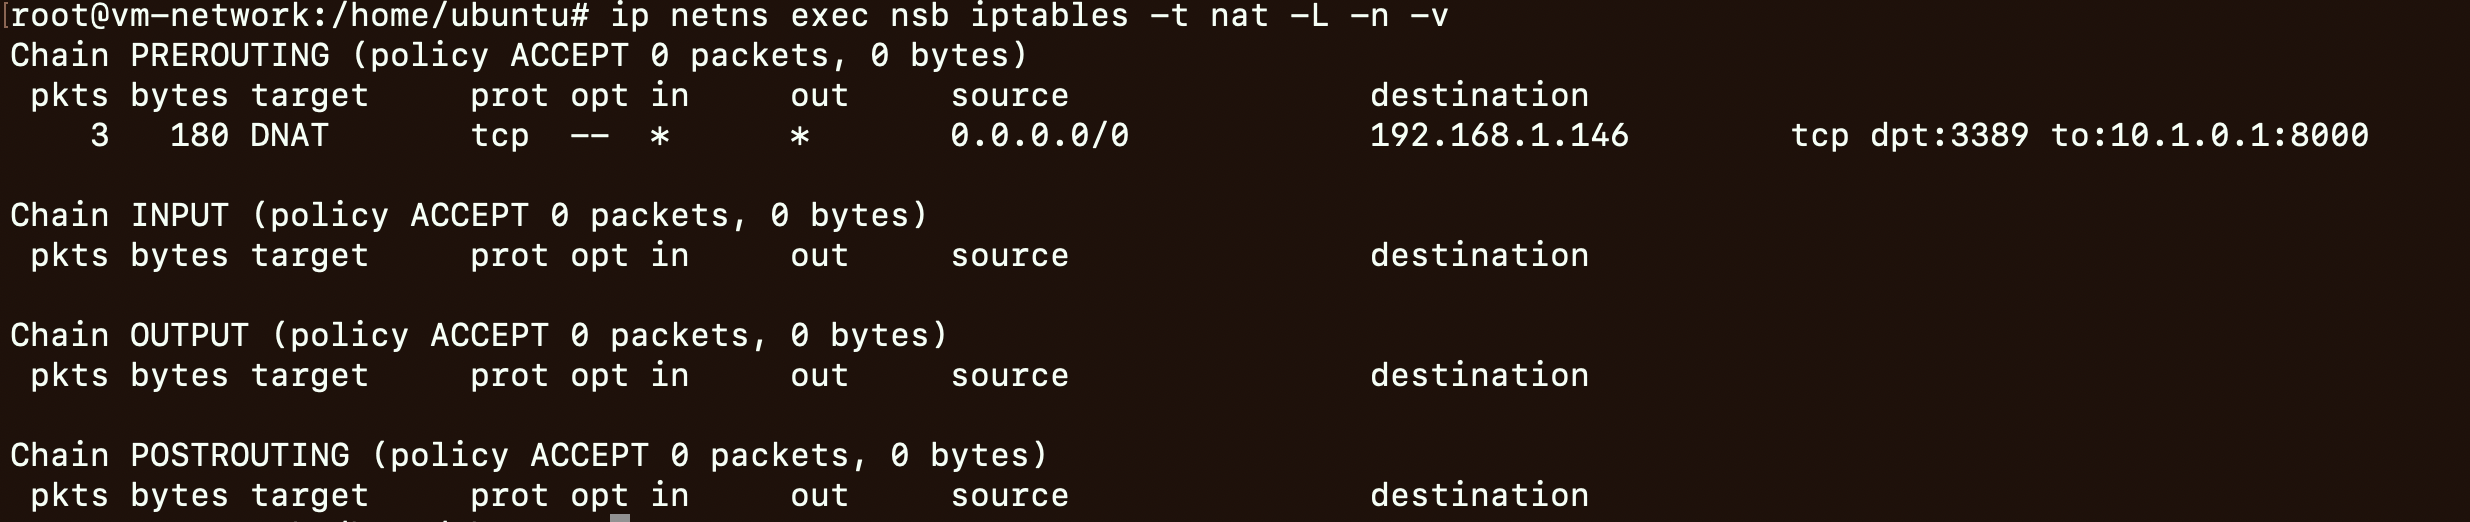 [root@vm-network:/home/ubuntu# ip netns exec nsb iptables -t nat -L -n -v
Chain PREROUTING (policy ACCEPT 0 packets, 0 bytes)
 pkts bytes target     prot opt in     out     source               destination
    3   180 DNAT       tcp  --  *      *       0.0.0.0/0            192.168.1.146        tcp dpt:3389 to:10.1.0.1:8000
Chain INPUT (policy ACCEPT 0 packets, 0 bytes)
 pkts bytes target     prot opt in     out     source               destination
Chain OUTPUT (policy ACCEPT 0 packets, 0 bytes)
 pkts bytes target     prot opt in     out     source               destination
Chain POSTROUTING (policy ACCEPT 0 packets, 0 bytes)
 pkts bytes target     prot opt in     out     source               destination